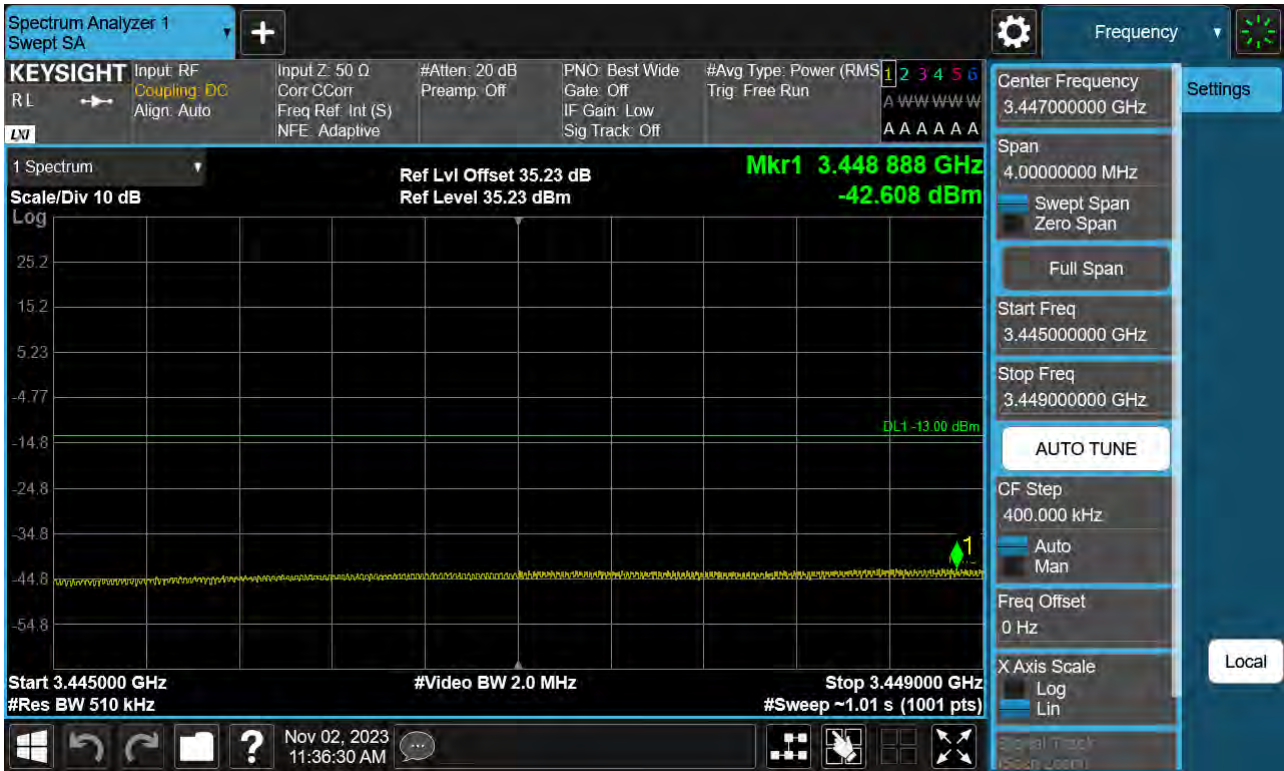 Spectrum Analyzer 1
Swept SA
+
Frequency
KEYSIGHT
RL
LXI
Input: RF
Coupling: DC
Align: Auto
Input Z: 50 Ω
Corr CCorr
Freq Ref: Int (S)
NFE: Adaptive
#Atten: 20 dB
Preamp: Off
PNO: Best Wide
Gate: Off
IF Gain: Low
Sig Track: Off
#Avg Type: Power (RMS
Trig: Free Run
1 2 3 4 5 6
A W W W W W
A A A A A A
1 Spectrum
Scale/Div 10 dB
Log
Ref Lvl Offset 35.23 dB
Ref Level 35.23 dBm
Mkr1 3.448 888 GHz
-42.608 dBm
25.2
15.2
5.23
-4.77
-14.8
-24.8
-34.8
-44.8
-54.8
DL1 -13.00 dBm
1
Start 3.445000 GHz
#Res BW 510 kHz
#Video BW 2.0 MHz
Stop 3.449000 GHz
#Sweep ~1.01 s (1001 pts)
Center Frequency
3.447000000 GHz
Span
4.00000000 MHz
Swept Span
Zero Span
Full Span
Start Freq
3.445000000 GHz
Stop Freq
3.449000000 GHz
AUTO TUNE
CF Step
400.000 kHz
Auto
Man
Freq Offset
0 Hz
X Axis Scale
Log
Lin
Signal Track
(Span Zoom)
Settings
Local
?
Nov 02, 2023
11:36:30 AM